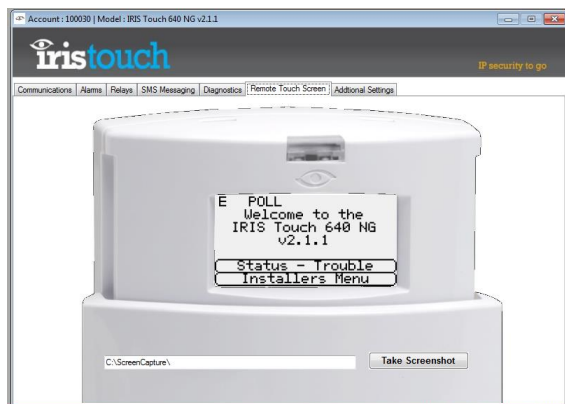 Account : 100030 | Model : IRIS Touch 640 NG v2.1.1
iristouch
IP security to go
Communications Alarms Relays SMS Messaging Diagnostics Remote Touch Screen Addtional Settings
E POLL
Welcome to the
IRIS Touch 640 NG
v2.1.1
Status - Trouble
Installers Menu
C:\ScreenCapture\ Take Screenshot